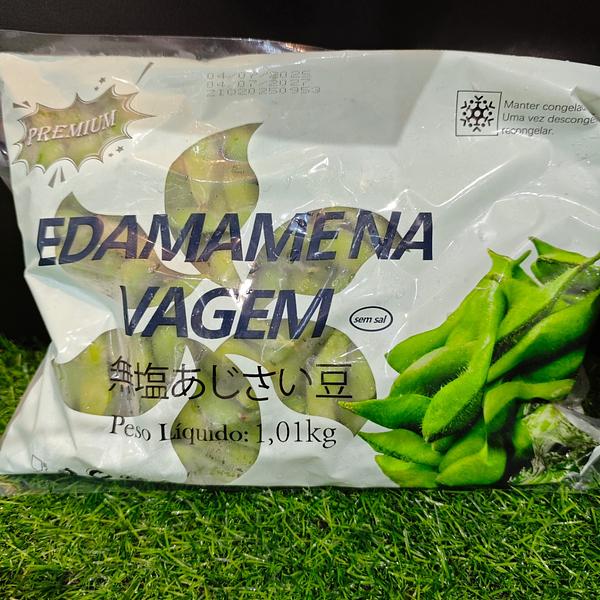 04/07/2025
04/07/2027
PREMIUM
Manter congela
Uma vez desconge
recongelar.
EDAMAME NA
VAGEM
sem sal
無塩あじさい豆
Peso Líquido: 1,01kg